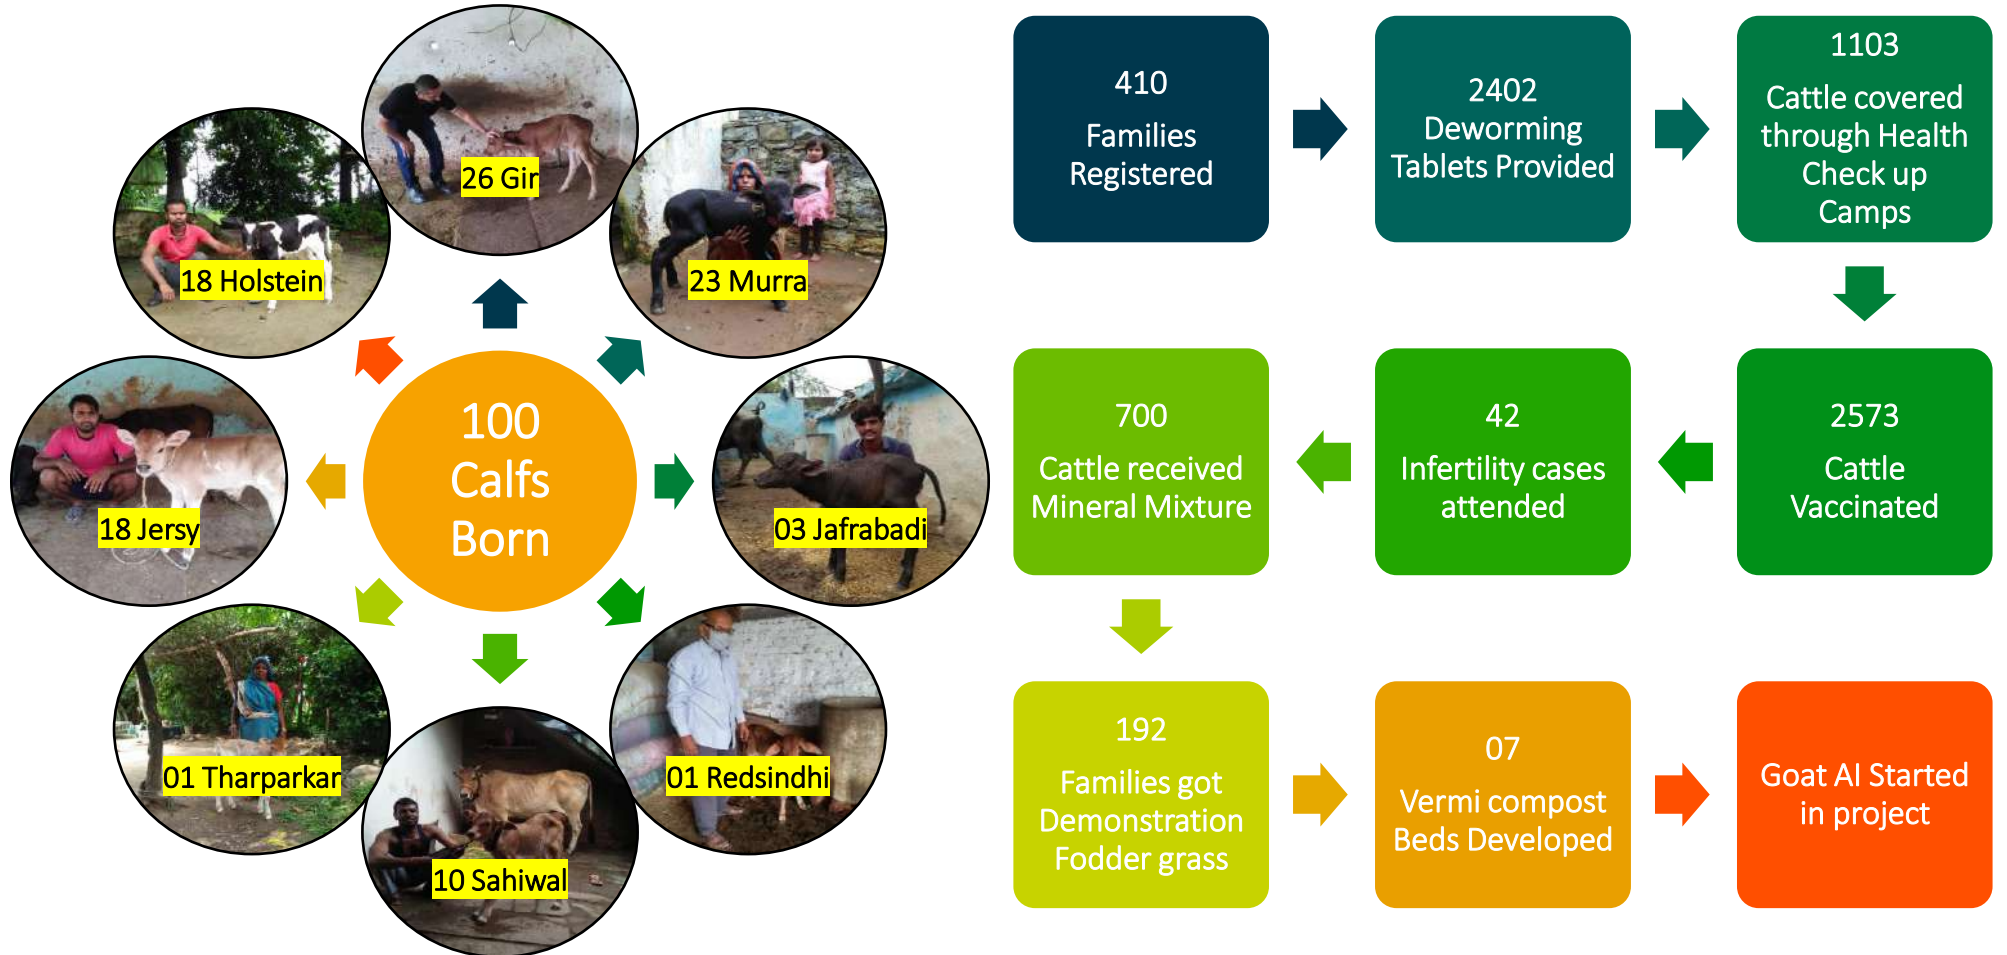 100
Calfs
Born
26 Gir
23 Murra
03 Jafrabadi
01 Redsindhi
10 Sahiwal
01 Tharparkar
18 Jersy
18 Holstein
410
Families
Registered
2402
Deworming
Tablets Provided
1103
Cattle covered
through Health
Check up
Camps
2573
Cattle
Vaccinated
42
Infertility cases
attended
700
Cattle received
Mineral Mixture
192
Families got
Demonstration
Fodder grass
07
Vermi compost
Beds Developed
Goat AI Started
in project